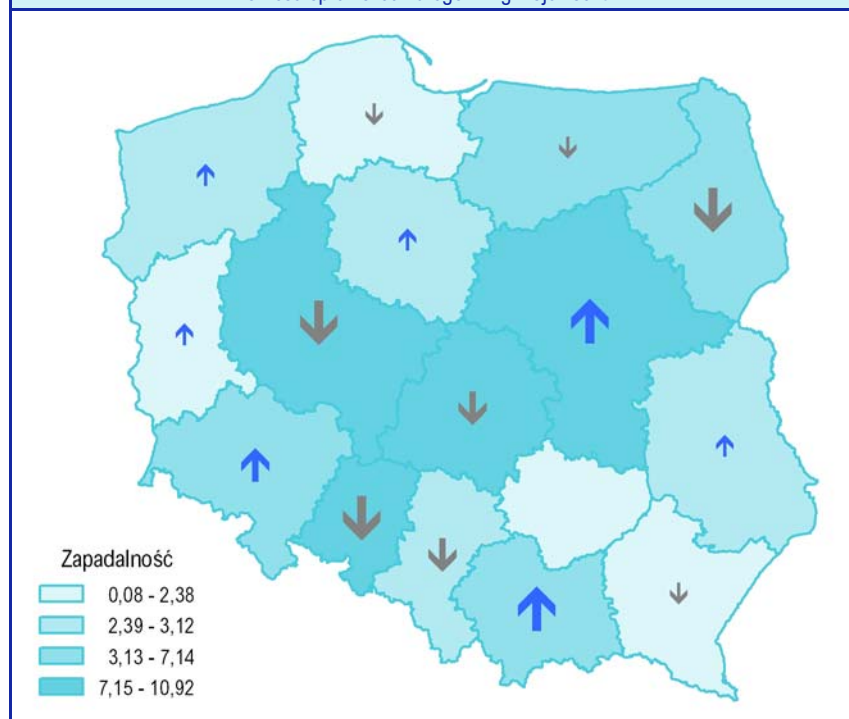 Zapadalność
0,08 - 2,38
2,39 - 3,12
3,13 - 7,14
7,15 - 10,92